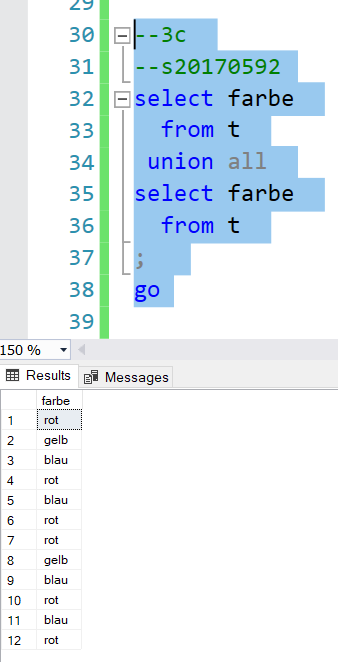 29
30 --3c
31 --s20170592
32 select farbe
33 from t
34 union all
35 select farbe
36 from t
37 ;
38 go
39
150 %
Results Messages
farbe
1 rot
2 gelb
3 blau
4 rot
5 blau
6 rot
7 rot
8 gelb
9 blau
10 rot
11 blau
12 rot